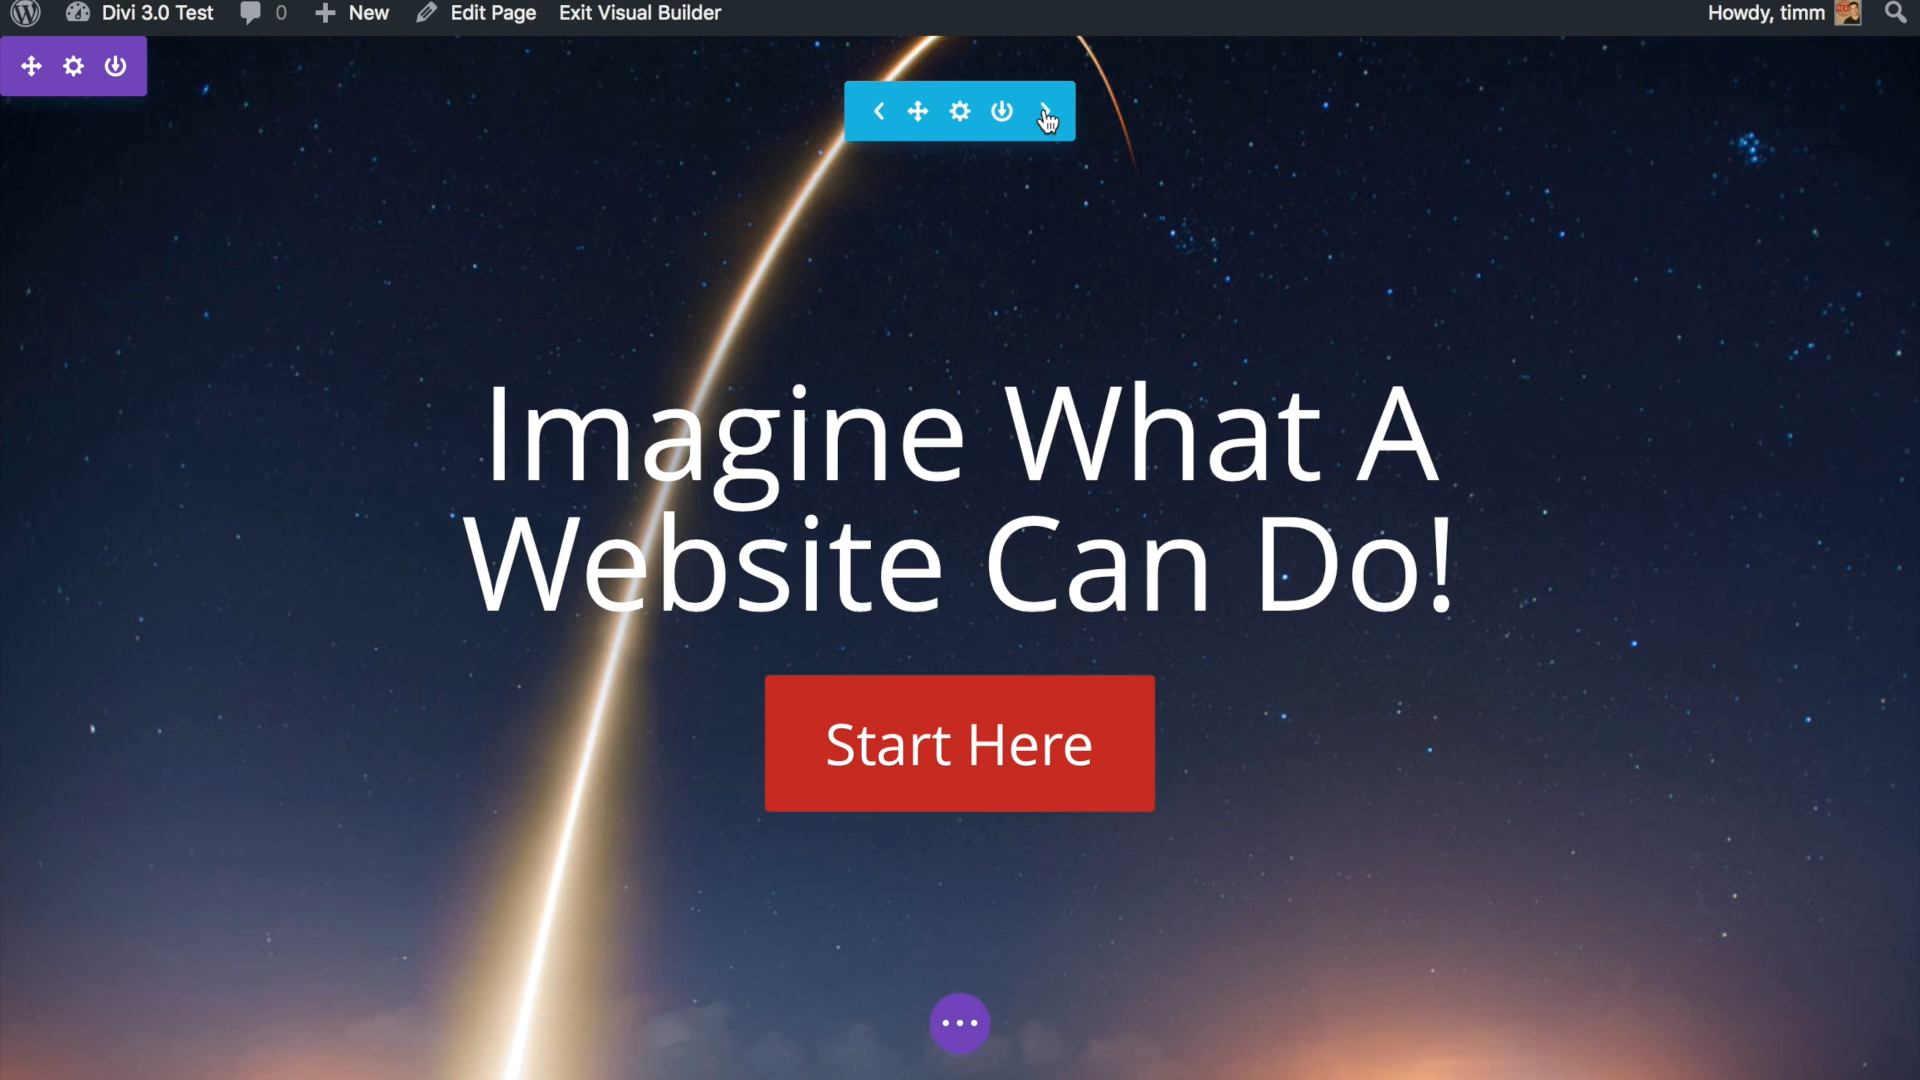 Divi 3.0 Test 0 New Edit Page Exit Visual Builder Howdy, timm
Imagine What A
Website Can Do!
Start Here